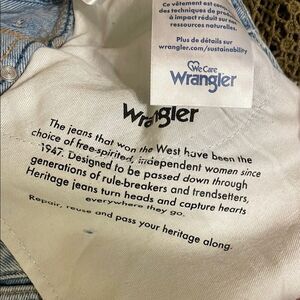 Ce vêtement est conçu
des techniques de prod
à impact réduit sur nos
ressources naturelles.
Plus de détails sur
wrangler.com/sustainability
We Care
Wrangler
Wrangler
The jeans that won the West have been the
choice of free-spirited, independent women since
1947. Designed to be passed down through
generations of rule-breakers and trendsetters,
Heritage jeans turn heads and capture hearts
everywhere they go.
Repair, reuse and pass your heritage along.